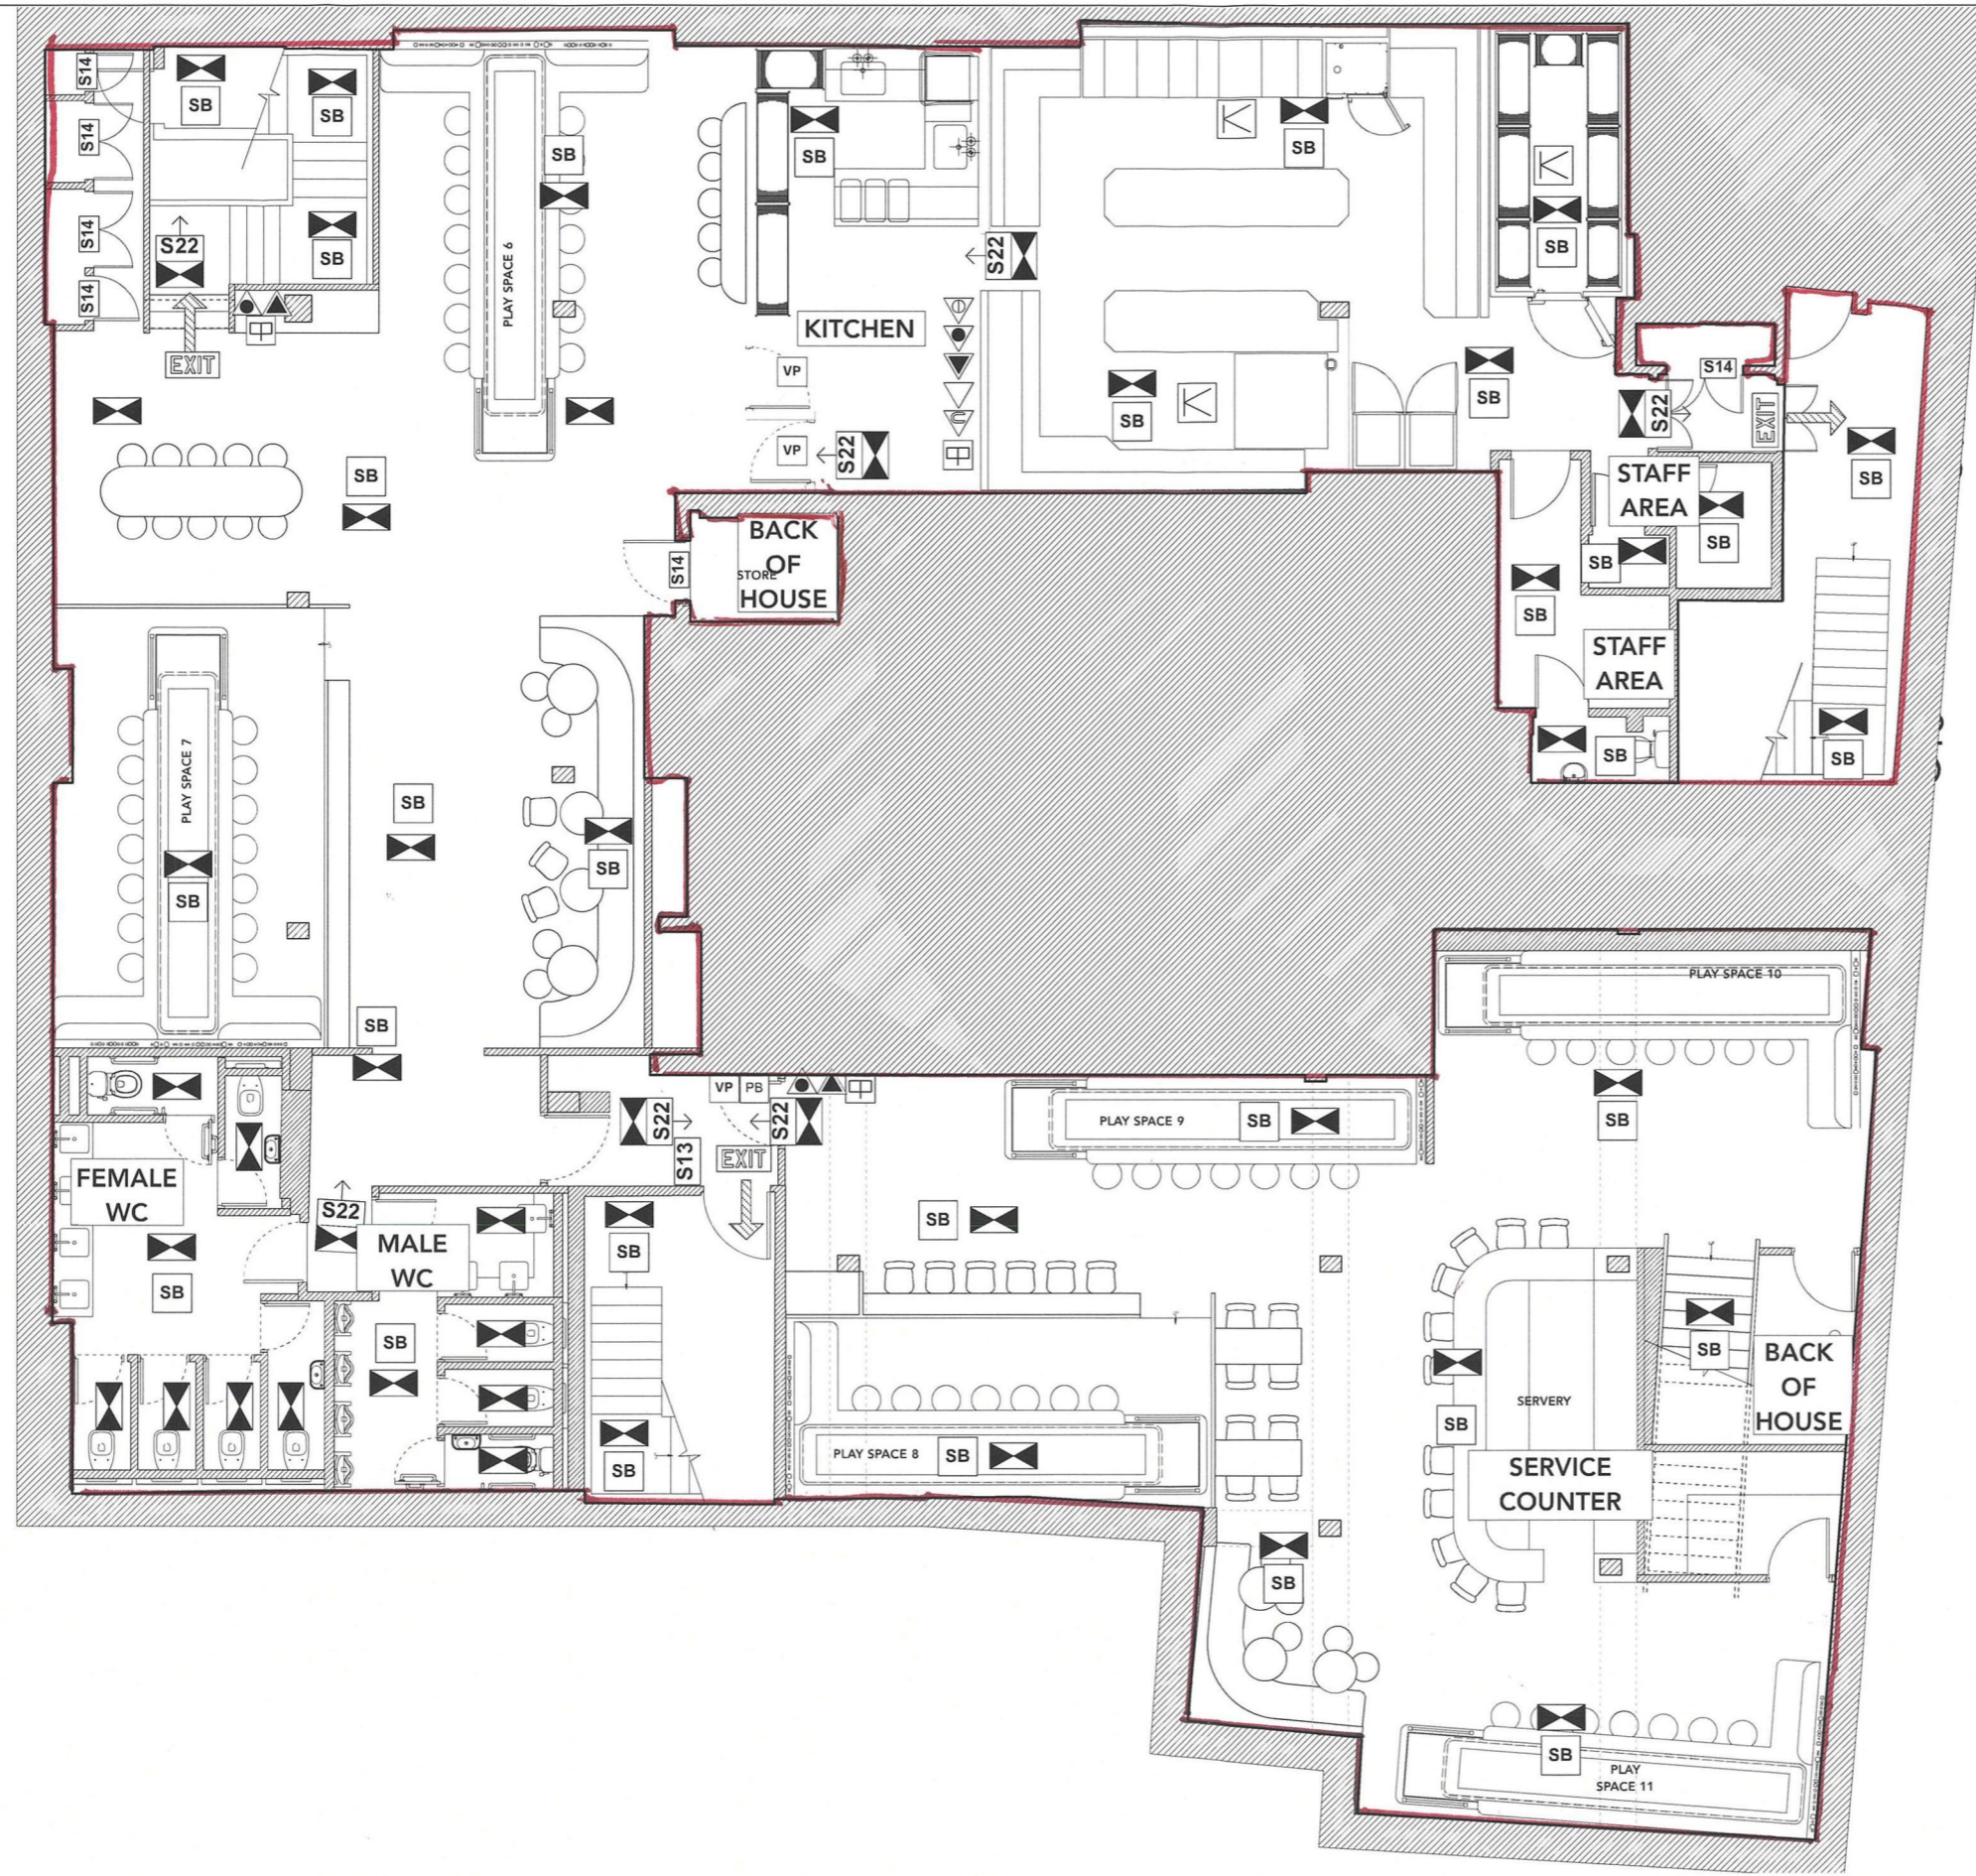 S14
SB
SB
S14
SB
SB
SB
SB
S14
S22
SB
SB
S22
S14
PLAY SPACE 6
KITCHEN
EXIT
VP
SB
S14
SB
S22
EXIT
VP
S22
SB
SB
STAFF
AREA
SB
BACK
OF
STORE
HOUSE
S14
SB
SB
SB
STAFF
AREA
PLAY SPACE 7
SB
SB
SB
SB
SB
SB
PLAY SPACE 10
SB
VP
PB
S22
S22
S13
EXIT
PLAY SPACE 9
SB
SB
FEMALE
WC
S22
SB
MALE
WC
SB
SB
SB
SB
BACK
OF
HOUSE
SERVERY
SB
PLAY SPACE 8
SB
SB
SERVICE
COUNTER
SB
SB
PLAY
SPACE 11